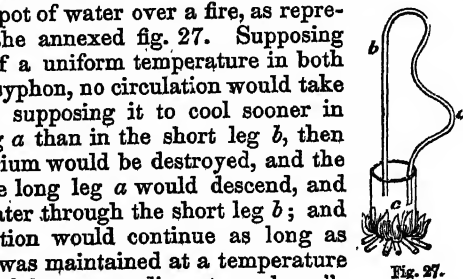 pot of water over a fire, as repre-
he annexed fig. 27. Supposing
f a uniform temperature in both
syphon, no circulation would take
supposing it to cool sooner in
g a than in the short leg b, then
ium would be destroyed, and the
e long leg a would descend, and
ater through the short leg b; and
tion would continue as long as
was maintained at a temperature
b
c
Fig. 27.